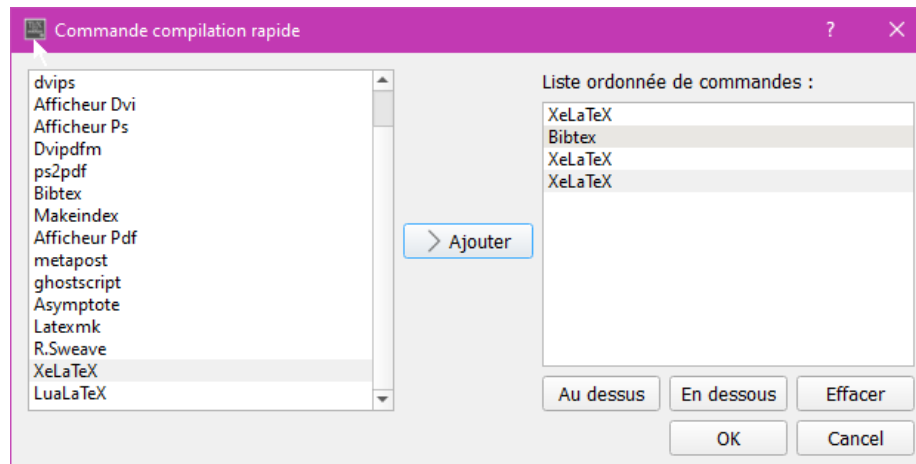 Commande compilation rapide
dvips
Afficheur Dvi
Afficheur Ps
Dvipdfm
ps2pdf
Bibtex
Makeindex
Afficheur Pdf
metapost
ghostscript
Asymptote
Latexmk
R.Sweave
XeLaTeX
LuaLaTeX
Ajouter
Liste ordonnée de commandes :
XeLaTeX
Bibtex
XeLaTeX
XeLaTeX
Au dessus En dessous Effacer
OK Cancel